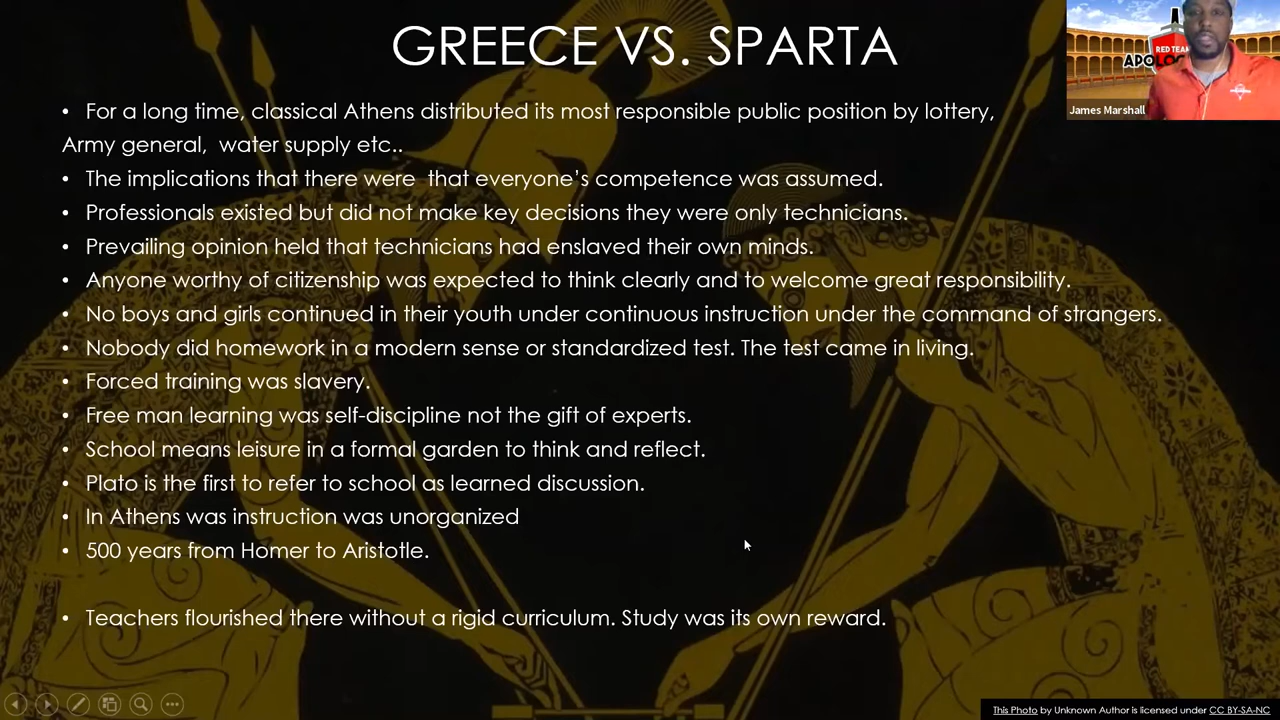 GREECE VS. SPARTA
RED TEAM
James Marshall
• For a long time, classical Athens distributed its most responsible public position by lottery,
Army general,  water supply etc..
• The implications that there were  that everyone's competence was assumed.
• Professionals existed but did not make key decisions they were only technicians.
• Prevailing opinion held that technicians had enslaved their own minds.
• Anyone worthy of citizenship was expected to think clearly and to welcome great responsibility.
• No boys and girls continued in their youth under continuous instruction under the command of strangers.
• Nobody did homework in a modern sense or standardized test. The test came in living.
• Forced training was slavery.
• Free man learning was self-discipline not the gift of experts.
• School means leisure in a formal garden to think and reflect.
• Plato is the first to refer to school as learned discussion.
• In Athens was instruction was unorganized
• 500 years from Homer to Aristotle.
• Teachers flourished there without a rigid curriculum. Study was its own reward.
This Photo by Unknown Author is licensed under CC BY-SA-NC